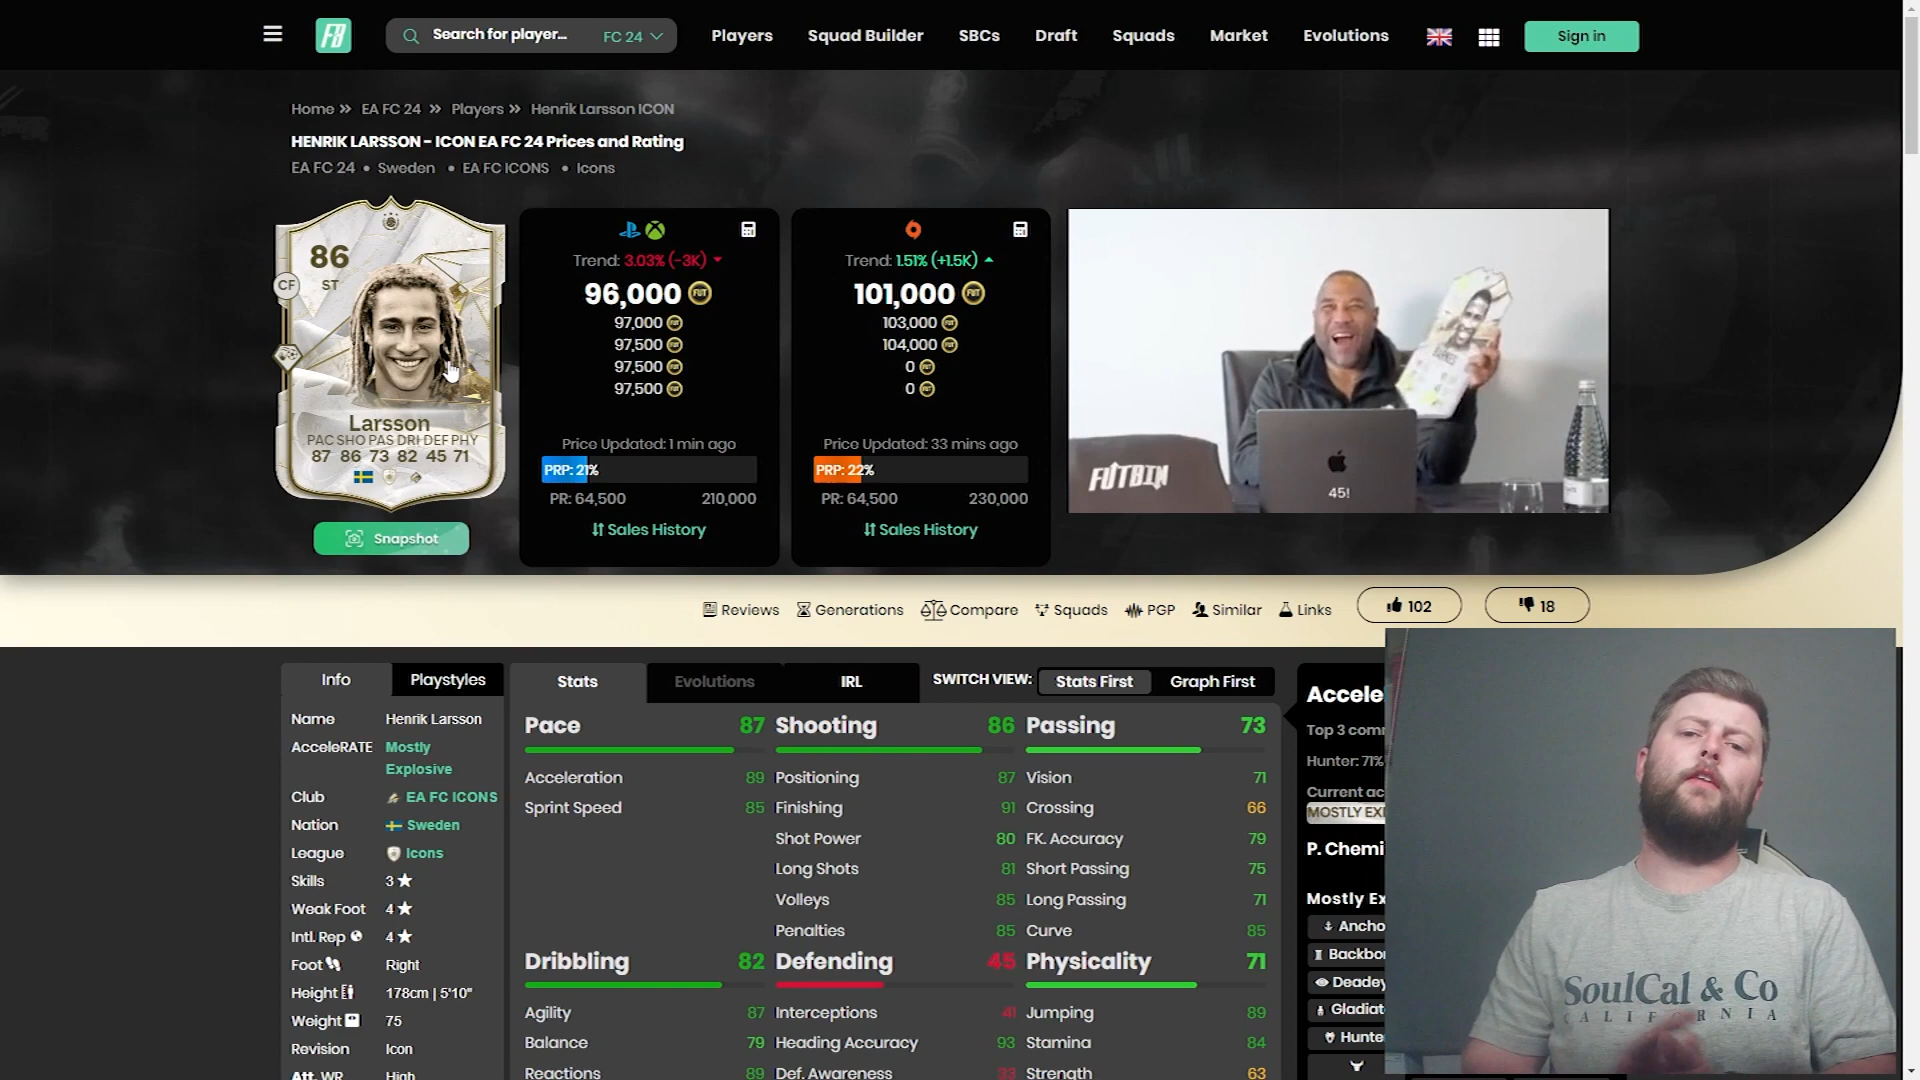 Search for player...
FC 24
Players
Squad Builder
SBCs
Draft
Squads
Market
Evolutions
Sign in
Home » EA FC 24 » Players » Henrik Larsson ICON
HENRIK LARSSON - ICON EA FC 24 Prices and Rating
EA FC 24 • Sweden • EA FC ICONS • Icons
86
ST
CF
Larsson
PAC SHO PAS DRI DEF PHY
87 86 73 82 45 71
Snapshot
Trend: 3.03% (-3K)
96,000
97,000
97,500
97,500
97,500
Price Updated: 1 min ago
PRP: 21%
PR: 64,500 210,000
Sales History
Trend: 1.51% (+1.5K)
101,000
103,000
104,000
0
0
Price Updated: 33 mins ago
PRP: 22%
PR: 64,500 230,000
Sales History
FUTBIN
45!
Reviews
Generations
Compare
Squads
PGP
Similar
Links
102
18
Info
Playstyles
Name Henrik Larsson
AcceleRATE Mostly
Explosive
Club EA FC ICONS
Nation Sweden
League Icons
Skills 3
Weak Foot 4
Intl. Rep 4
Foot Right
Height 178cm | 5'10"
Weight 75
Revision Icon
Att. WR High
Stats
Evolutions
IRL
SWITCH VIEW:
Stats First
Graph First
Pace 87
Acceleration 89
Sprint Speed 85
Shooting 86
Positioning 87
Finishing 91
Shot Power 80
Long Shots 81
Volleys 85
Penalties 85
Passing 73
Vision 71
Crossing 66
FK. Accuracy 79
Short Passing 75
Long Passing 71
Curve 85
Dribbling 82
Agility 87
Balance 79
Reactions 89
Defending 45
Interceptions 41
Heading Accuracy 93
Def. Awareness 33
Physicality 71
Jumping 89
Stamina 84
Strength 63
Accele
Top 3 comm
Hunter: 71%
Current ac
MOSTLY EXP
P. Chemi
Mostly Ex
Ancho
Backbo
Deadey
Gladiat
Hunte
SoulCal & Co
CALIFORNIA